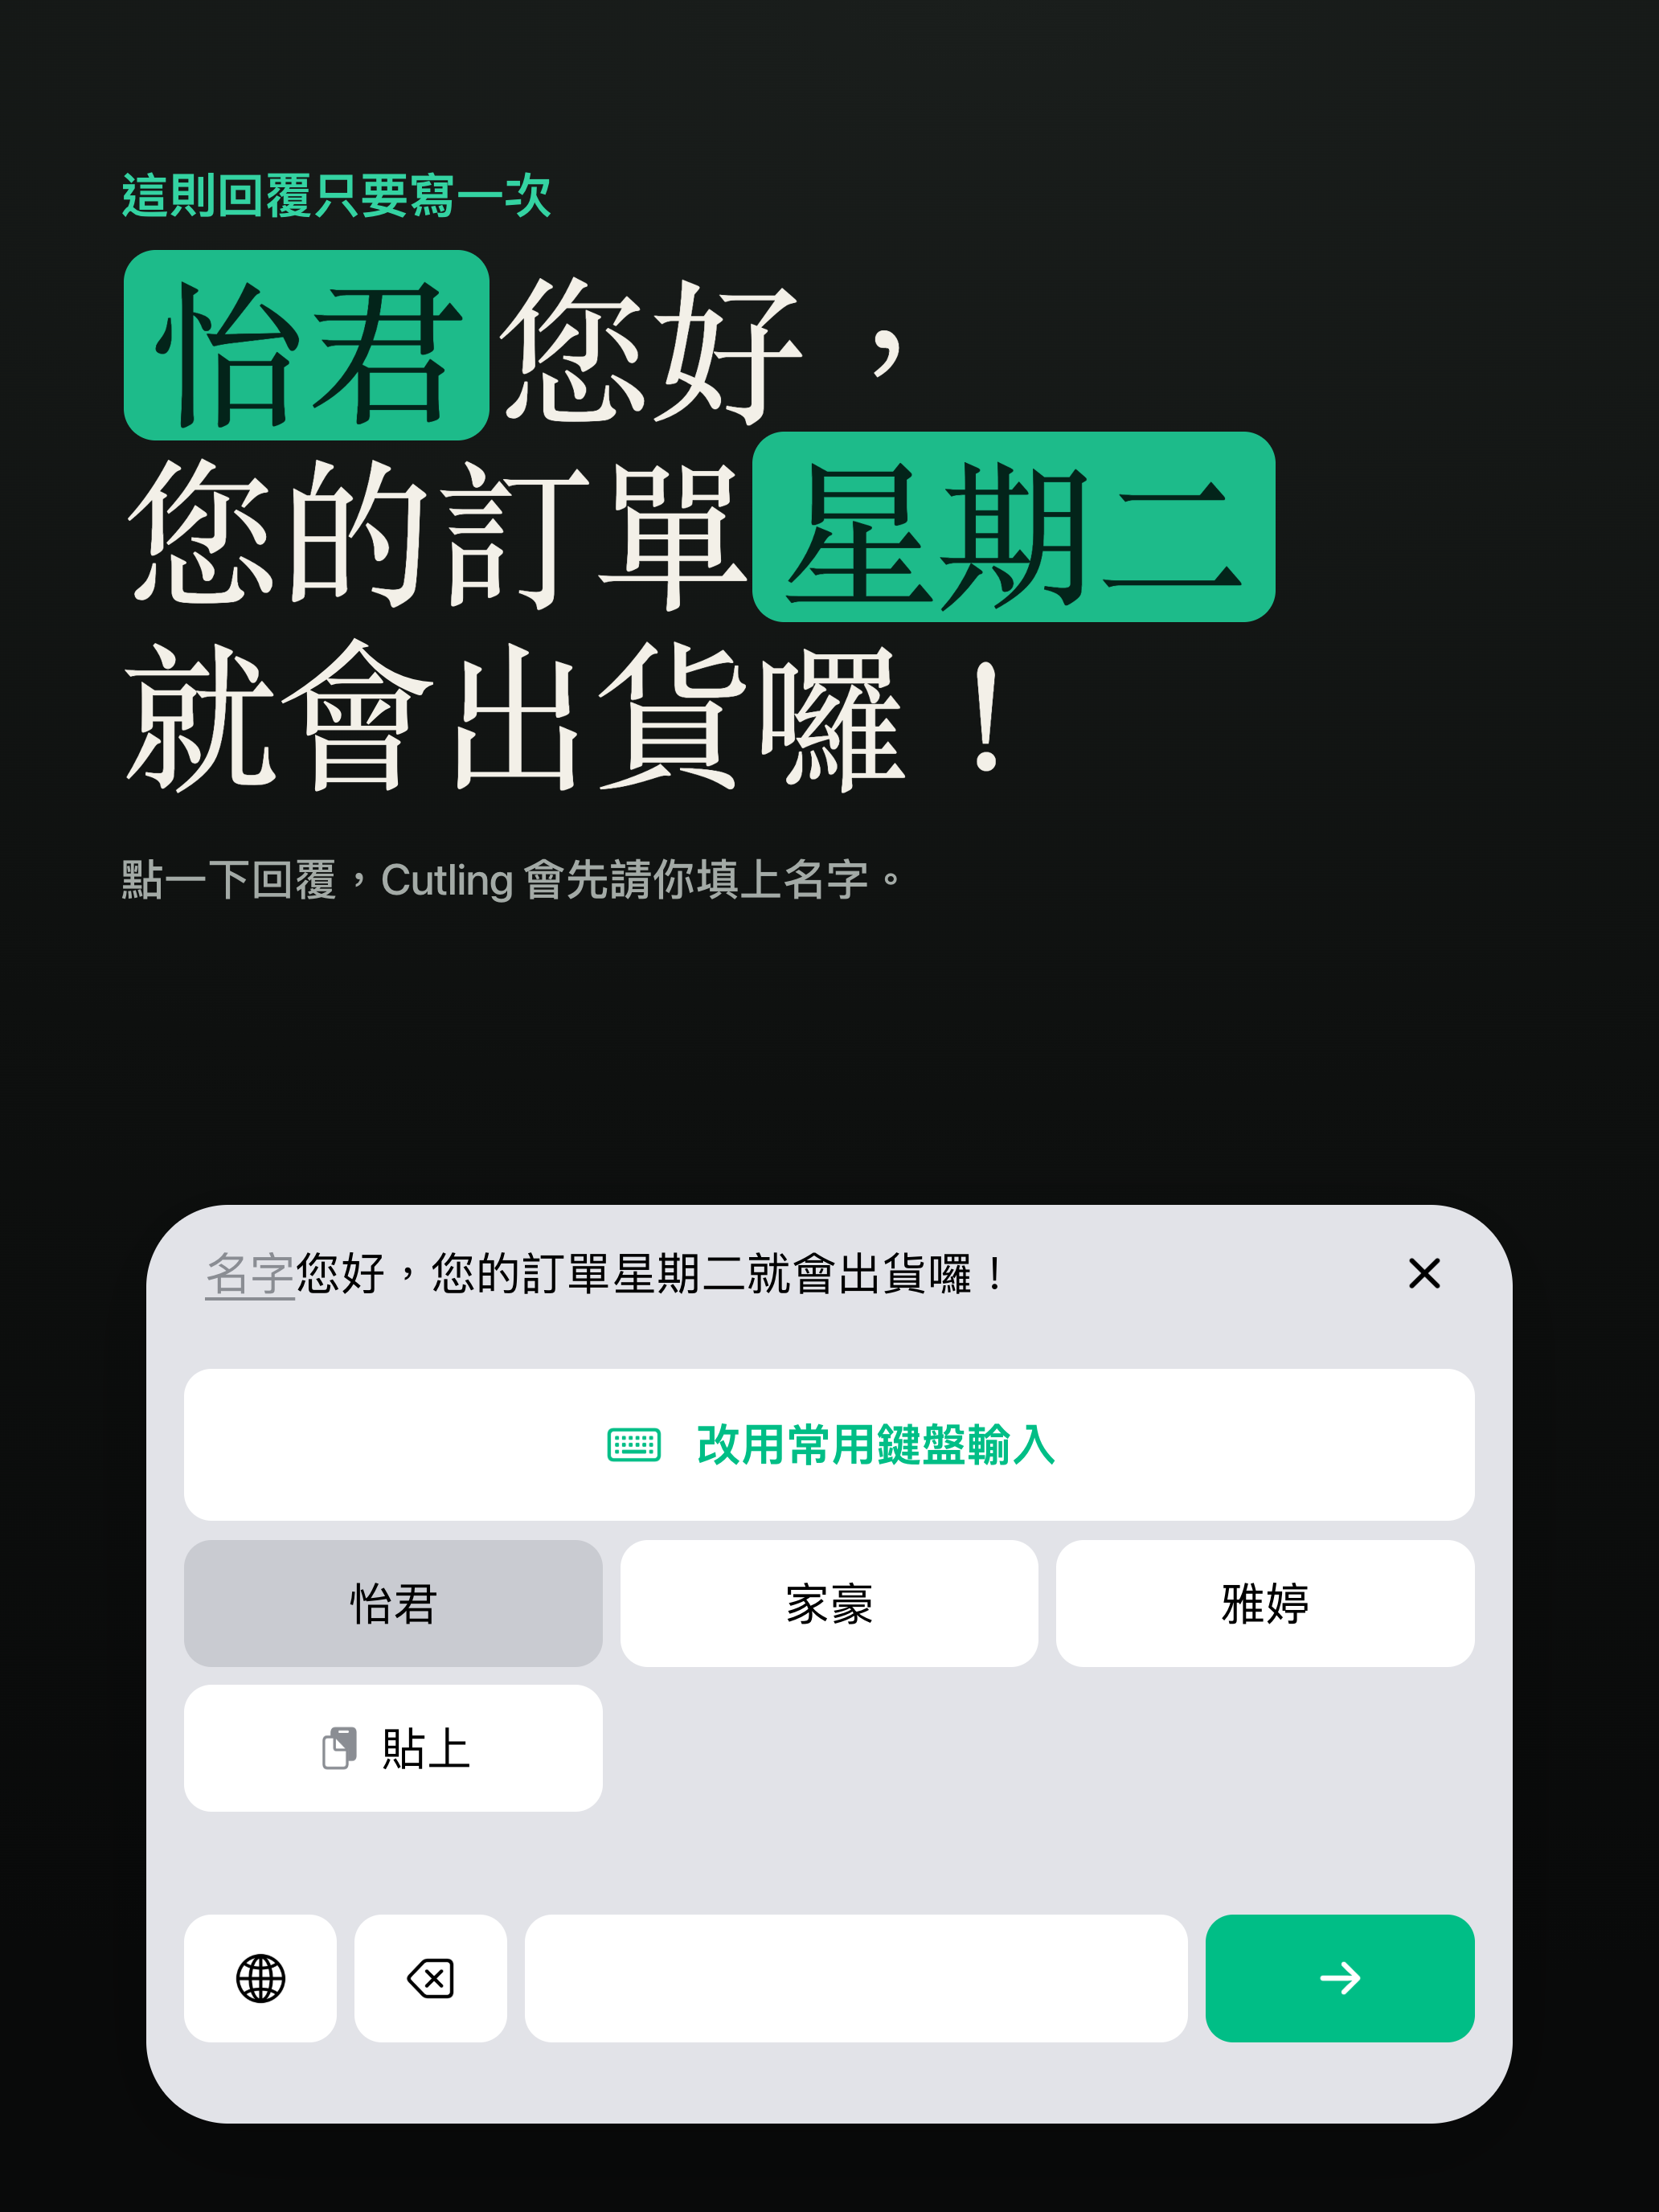 這則回覆只要寫一次
怡君您好，
您的訂單星期二
就會出貨囉！
點一下回覆，Cutling 會先請你填上名字。
名字您好，您的訂單星期二就會出貨囉！
改用常用鍵盤輸入
怡君
家豪
雅婷
貼上